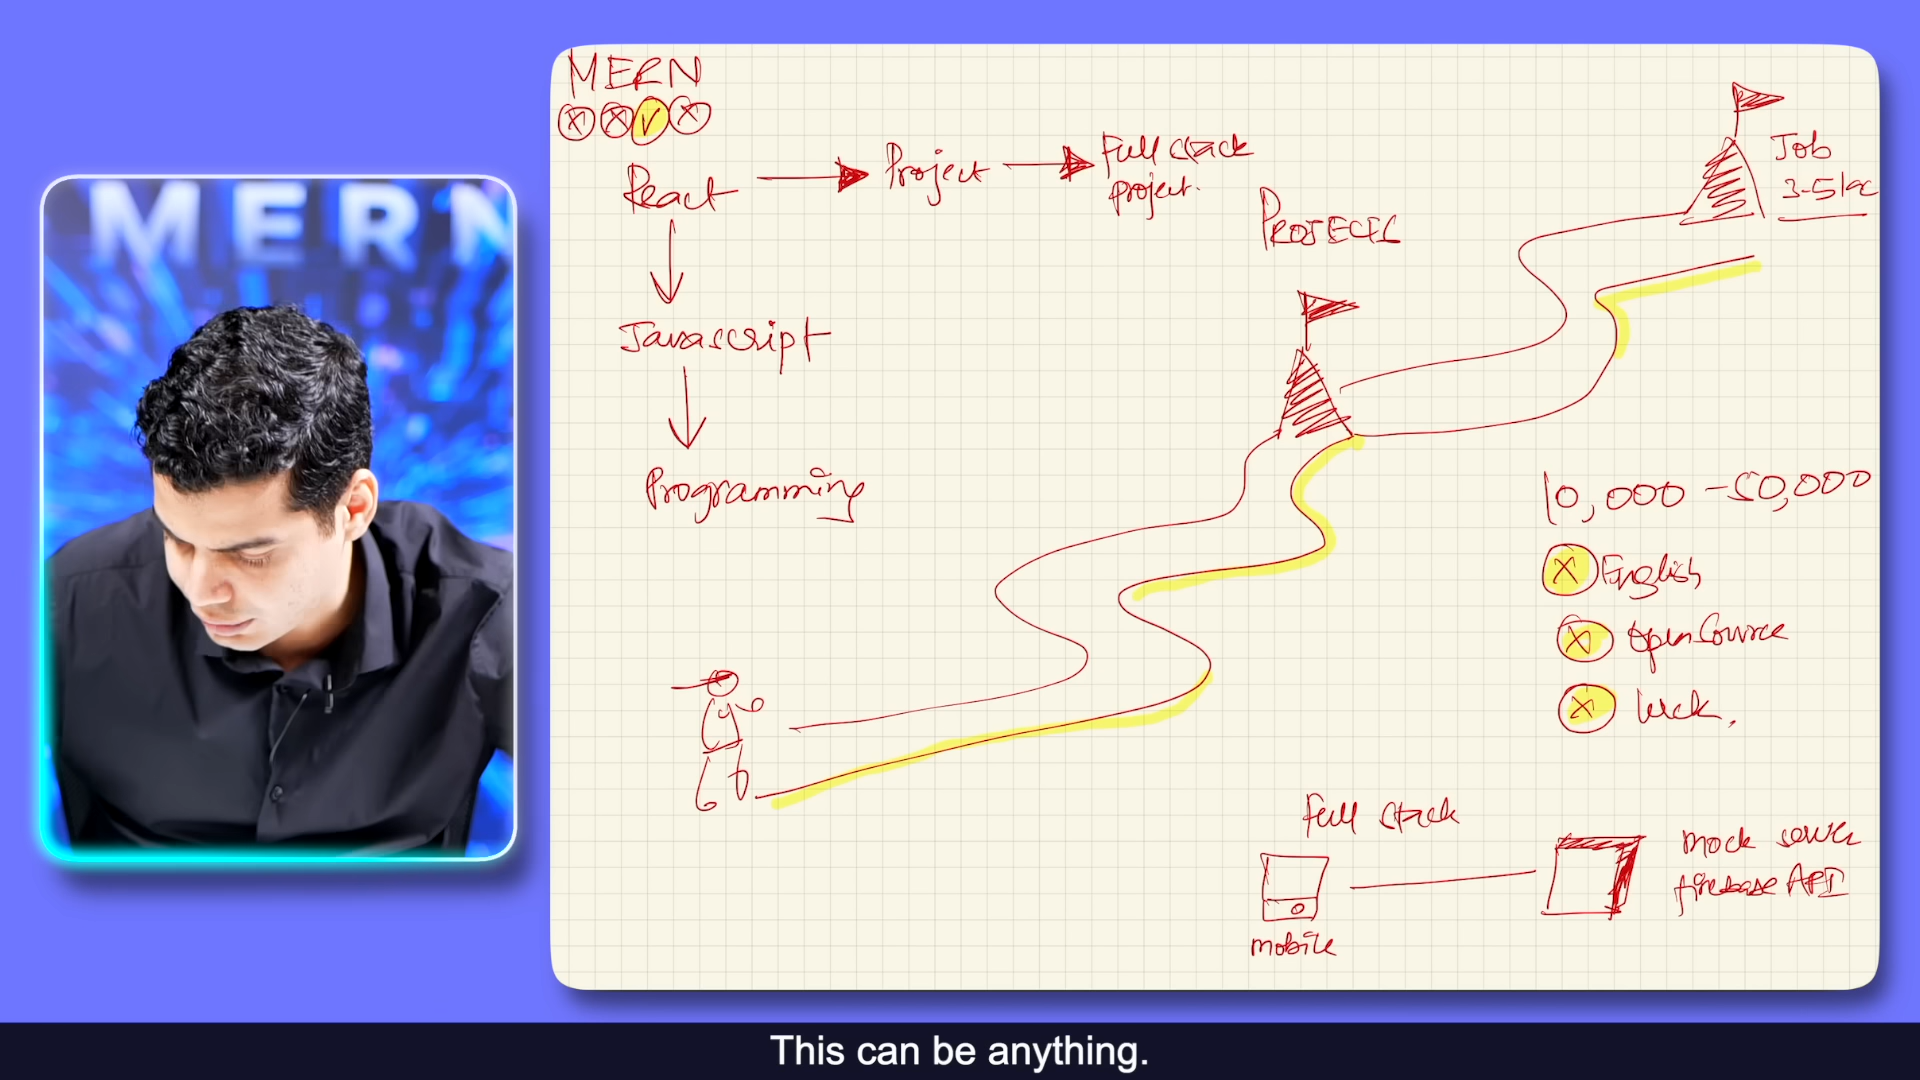 MERN
X X ✓ X
React
Project
Full stack
project.
Javascript
Programming
PROJECTS
Job
3-5 lac
10,000 - 50,000
X English
X Open Source
X luck,
Full stack
mobile
mock server
firebase API
MERN
This can be anything.